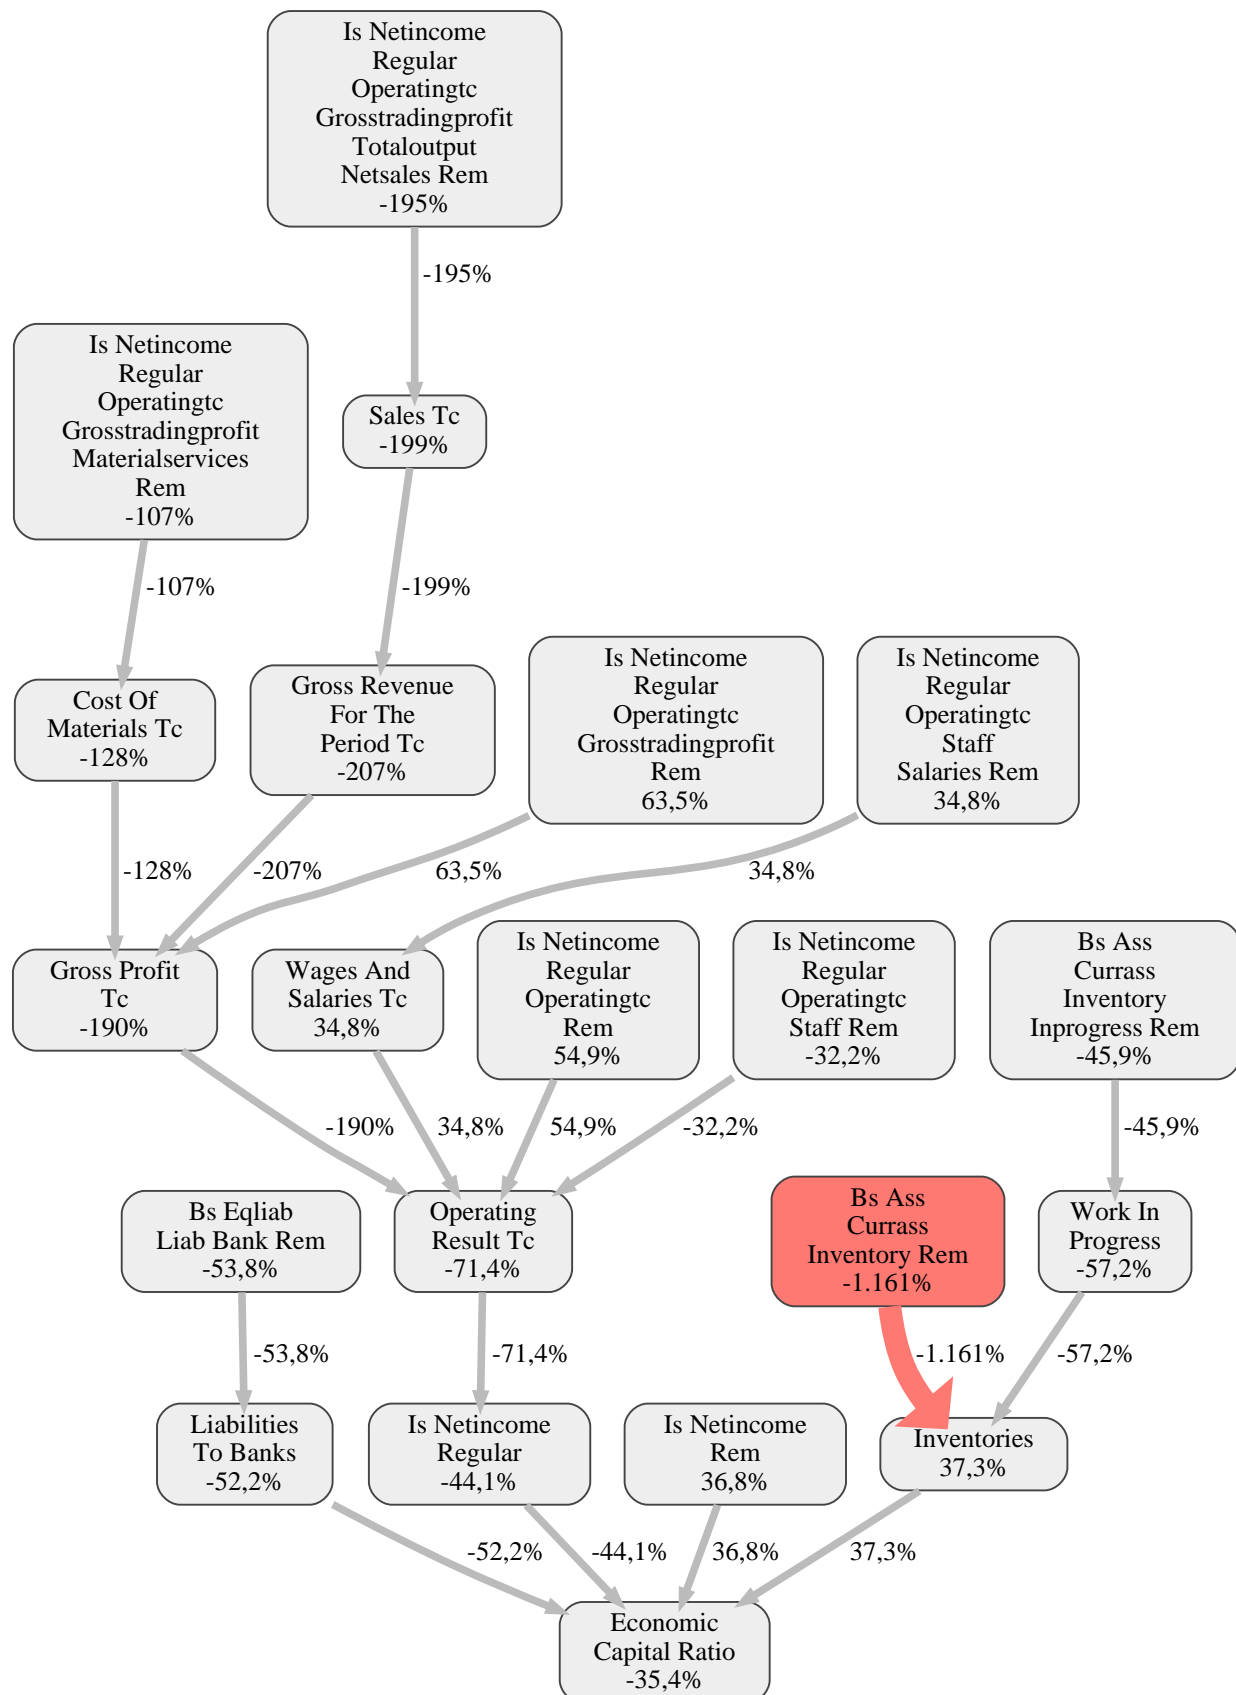 Is Netincome
Regular
Operatingtc
Grosstradingprofit
Totaloutput
Netsales Rem
-195%
-195%
Is Netincome
Regular
Operatingtc
Grosstradingprofit
Materialservices
Rem
-107%
Sales Tc
-199%
-107%
-199%
Cost Of
Materials Tc
-128%
Gross Revenue
For The
Period Tc
-207%
Is Netincome
Regular
Operatingtc
Grosstradingprofit
Rem
63,5%
Is Netincome
Regular
Operatingtc
Staff
Salaries Rem
34,8%
-128%
-207%
63,5%
34,8%
Gross Profit
Tc
-190%
Wages And
Salaries Tc
34,8%
Is Netincome
Regular
Operatingtc
Rem
54,9%
Is Netincome
Regular
Operatingtc
Staff Rem
-32,2%
Bs Ass
Currass
Inventory
Inprogress Rem
-45,9%
-190%
34,8%
54,9%
-32,2%
-45,9%
Bs Eqliab
Liab Bank Rem
-53,8%
Operating
Result Tc
-71,4%
Bs Ass
Currass
Inventory Rem
-1.161%
Work In
Progress
-57,2%
-53,8%
-71,4%
-1.161%
-57,2%
Liabilities
To Banks
-52,2%
Is Netincome
Regular
-44,1%
Is Netincome
Rem
36,8%
Inventories
37,3%
-52,2%
-44,1%
36,8%
37,3%
Economic
Capital Ratio
-35,4%